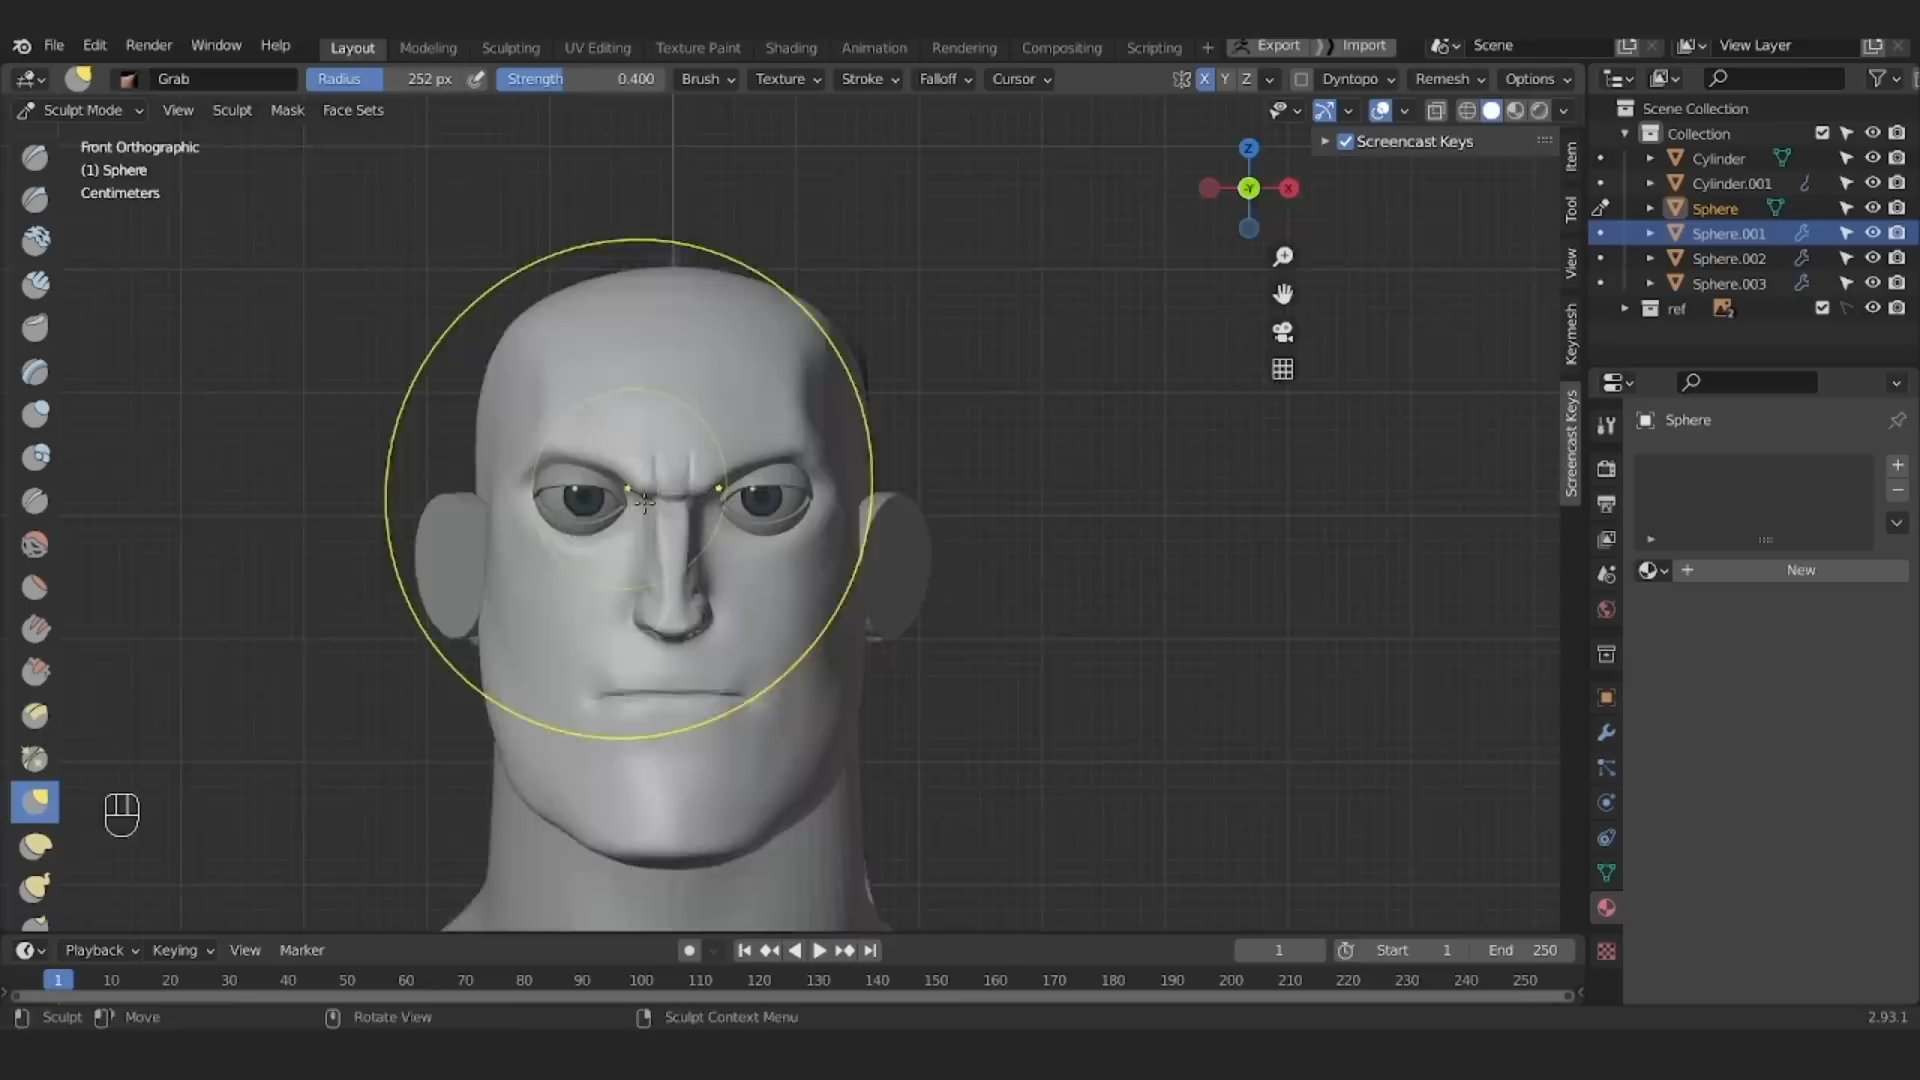 File Edit Render Window Help Layout Modeling Sculpting UV Editing Texture Paint Shading Animation Rendering Compositing Scripting + Export Import Scene View Layer
Grab Radius 252 px Strength 0.400 Brush Texture Stroke Falloff Cursor X Y Z Dyntopo Remesh Options
Sculpt Mode View Sculpt Mask Face Sets
Front Orthographic
(1) Sphere
Centimeters
Z
-Y X
Screencast Keys
Item
Tool
View
Keymesh
Screencast Keys
Scene Collection
Collection
Cylinder
Cylinder.001
Sphere
Sphere.001
Sphere.002
Sphere.003
ref 2
Sphere
+ New
Playback Keying View Marker 1 Start 1 End 250
1 10 20 30 40 50 60 70 80 90 100 110 120 130 140 150 160 170 180 190 200 210 220 230 240 250
Sculpt Move Rotate View Sculpt Context Menu 2.93.1